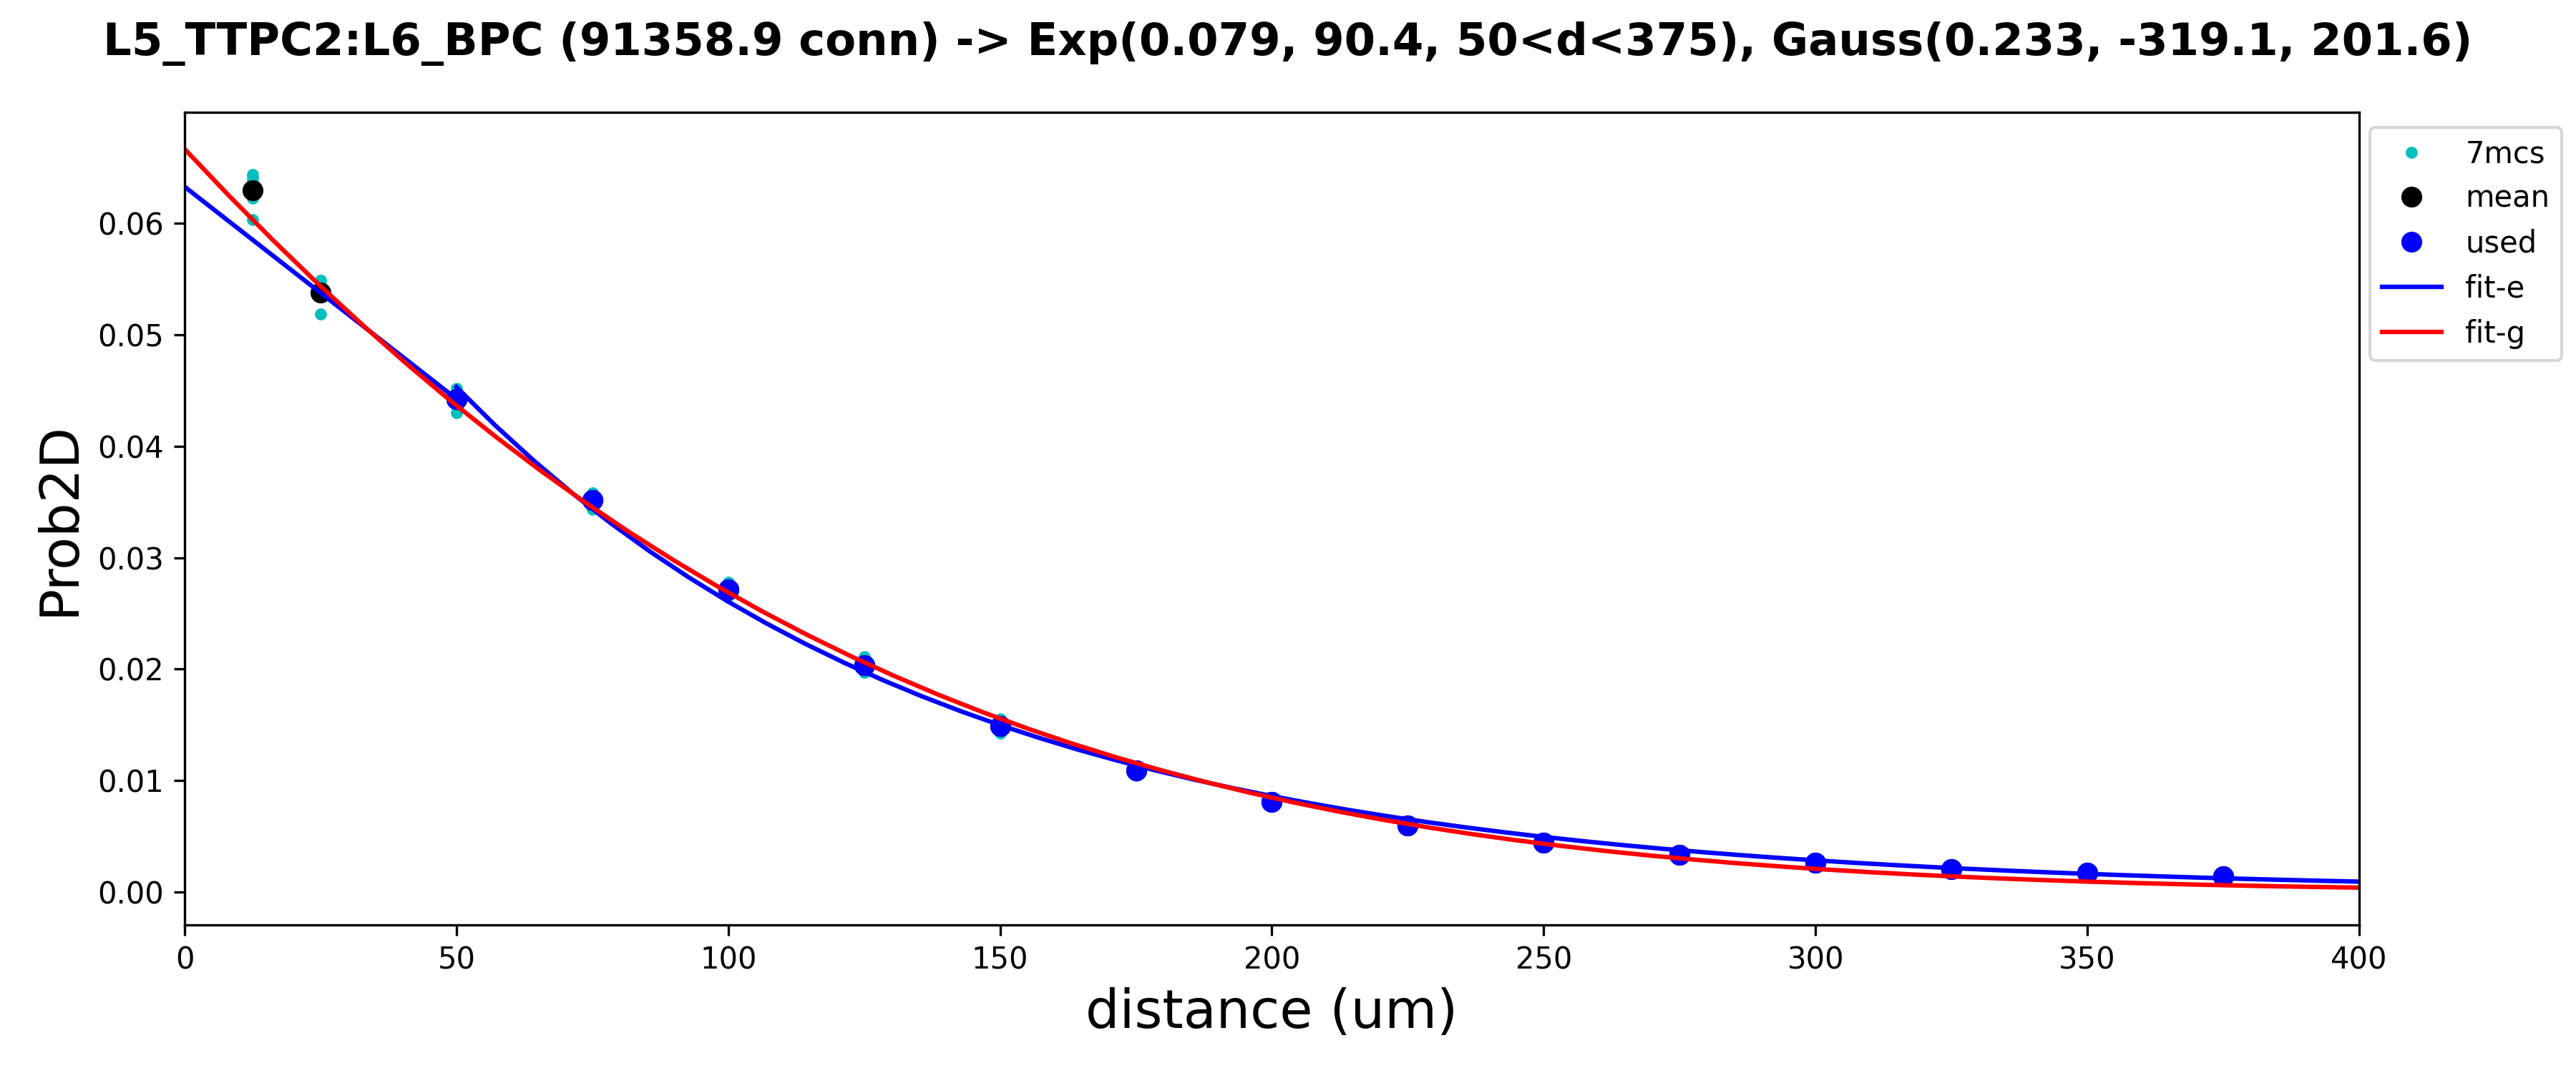 L5_TTPC2:L6_BPC (91358.9 conn) -> Exp(0.079, 90.4, 50<d<375), Gauss(0.233, -319.1, 201.6)
7mcs
mean
used
fit-e
fit-g
Prob2D
0.06
0.05
0.04
0.03
0.02
0.01
0.00
0 50 100 150 200 250 300 350 400
distance (um)